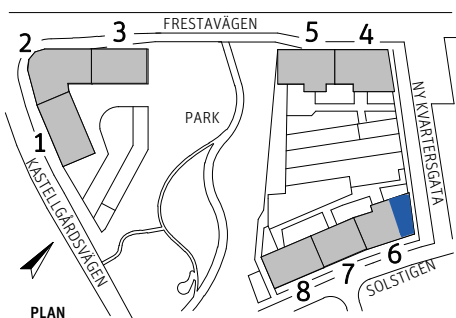 FRESTAVÄGEN
2
3
5
4
1
PARK
NY KVARTERSGATA
KASTELLGÅRDSVÄGEN
6
7
8
SOLSTIGEN
PLAN